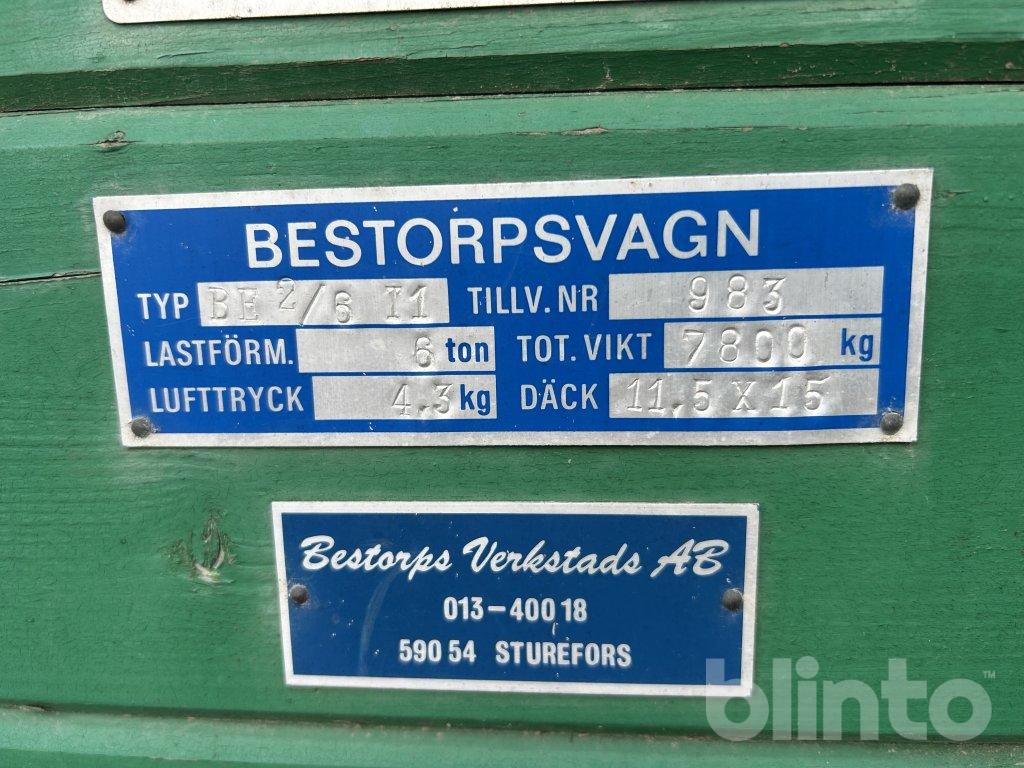 BESTORPSVAGN
TYP BE 2/6 I1 TILLV. NR 983
LASTFÖRM. 6 ton TOT. VIKT 7800 kg
LUFTTRYCK 4.3 kg DÄCK 11,5 X 15
Bestorps Verkstads AB
013-400 18
590 54 STUREFORS
blinto™